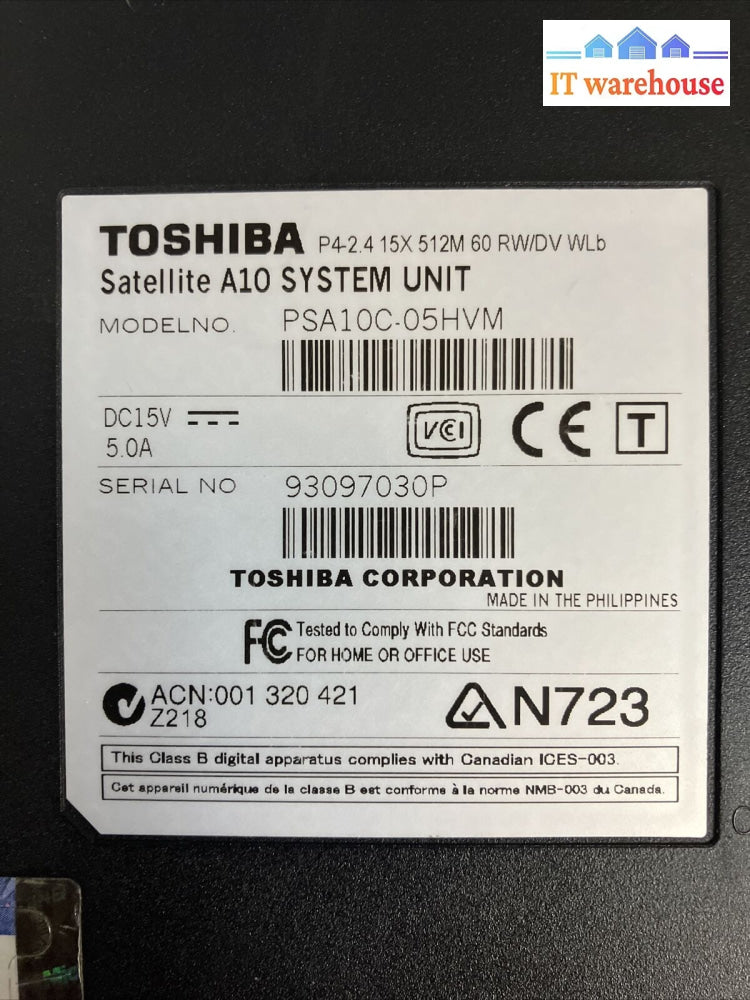 IT warehouse
TOSHIBA P4-2.4 15X 512M 60 RW/DV WLb
Satellite A10 SYSTEM UNIT
MODELNO. PSA10C-05HVM
DC15V
5.0A
VCI CE T
SERIAL NO 93097030P
TOSHIBA CORPORATION
MADE IN THE PHILIPPINES
FC Tested to Comply With FCC Standards
FOR HOME OR OFFICE USE
ACN:001 320 421
Z218
N723
This Class B digital apparatus complies with Canadian ICES-003.
Cet appareil numérique de la classe B est conforme à la norme NMB-003 du Canada.